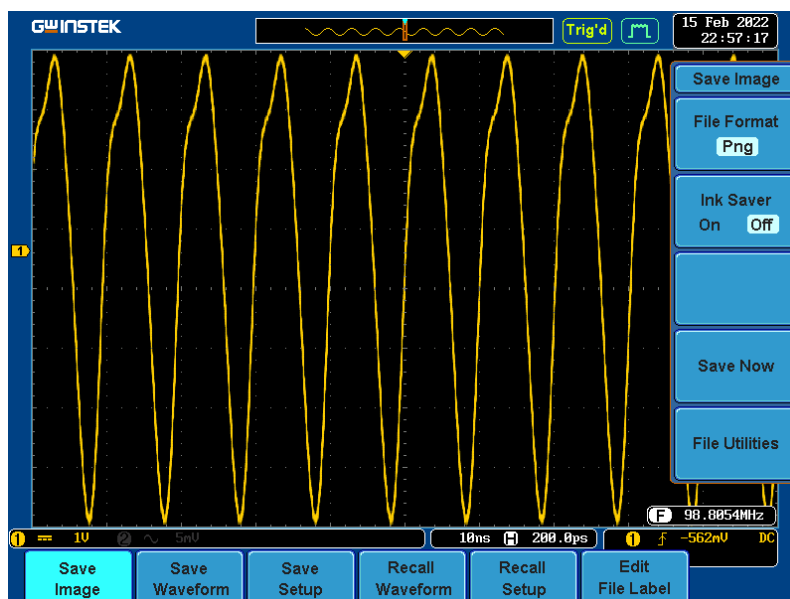 GWINSTEK
Trig'd
15 Feb 2022
22:57:17
Save Image
File Format
Png
Ink Saver
On Off
1
Save Now
File Utilities
F 98.8054MHz
1 1V 2 5mV 10ns H 200.0ps 1 -562mV DC
Save Image
Save Waveform
Save Setup
Recall Waveform
Recall Setup
Edit File Label